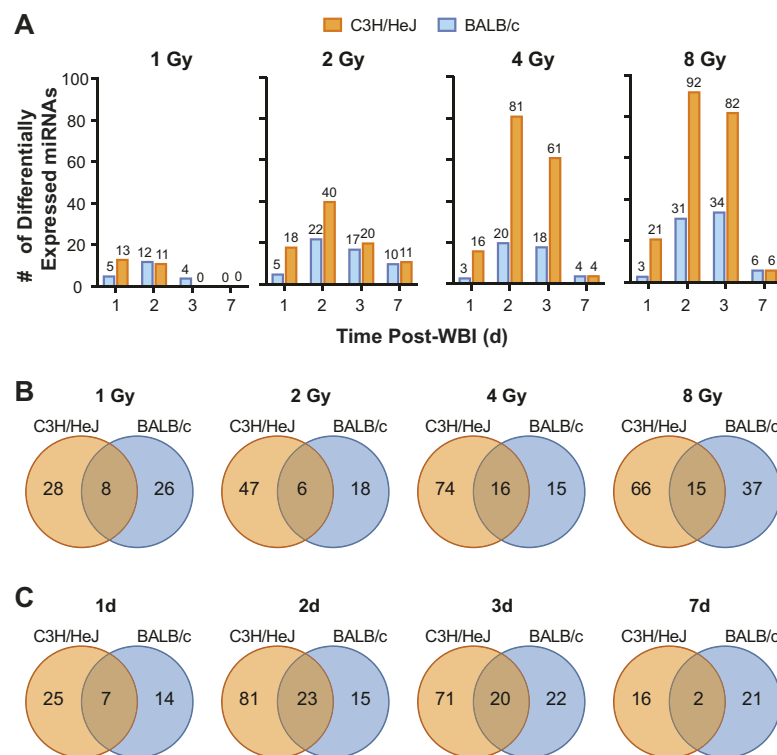 A
C3H/HeJ BALB/c
1 Gy 2 Gy 4 Gy 8 Gy
# of Differentially
Expressed miRNAs
100
80
60
40
20
0
5 13 12 11 4 0 0 0
5 18 22 40 17 20 10 11
3 16 20 81 18 61 4 4
3 21 31 92 34 82 6 6
1 2 3 7 1 2 3 7 1 2 3 7 1 2 3 7
Time Post-WBI (d)
B
1 Gy 2 Gy 4 Gy 8 Gy
C3H/HeJ BALB/c C3H/HeJ BALB/c C3H/HeJ BALB/c C3H/HeJ BALB/c
28 8 26 47 6 18 74 16 15 66 15 37
C
1d 2d 3d 7d
C3H/HeJ BALB/c C3H/HeJ BALB/c C3H/HeJ BALB/c C3H/HeJ BALB/c
25 7 14 81 23 15 71 20 22 16 2 21